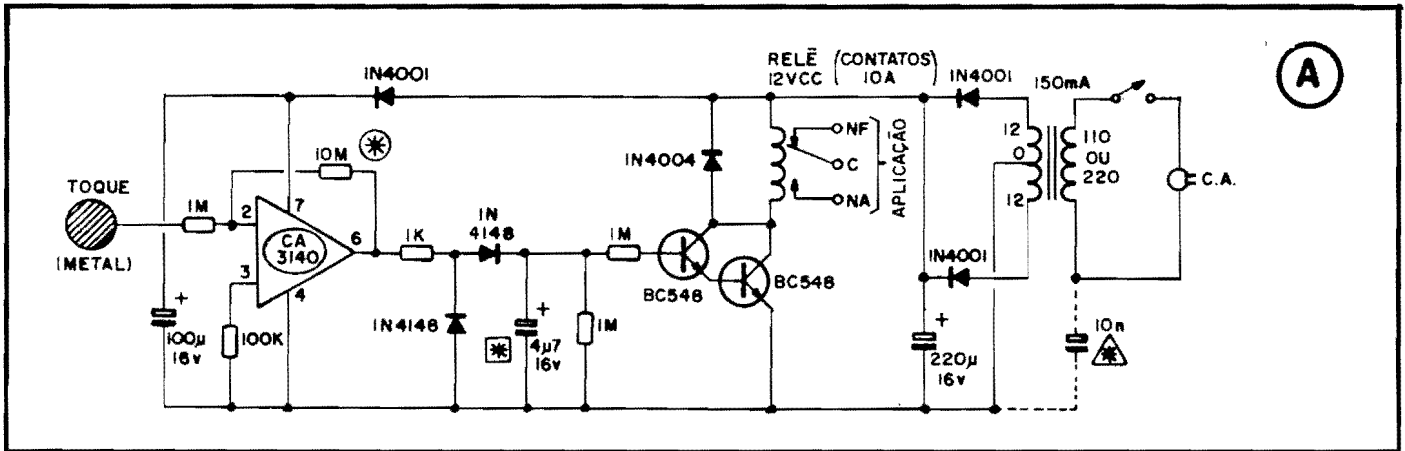 A
RELÉ (CONTATOS)
12VCC 10A
1N4001
1N4001
150mA
10M
12
0
12
110
OU
220
NF
C
NA
APLICAÇÃO
1N4004
C.A.
TOQUE
(METAL)
1M
2
7
CA
3140
6
3
4
1K
1N
4148
1M
BC548
BC548
1N4001
1N4148
100µ
16v
+
100K
+
4µ7
16v
1M
+
220µ
16v
10n